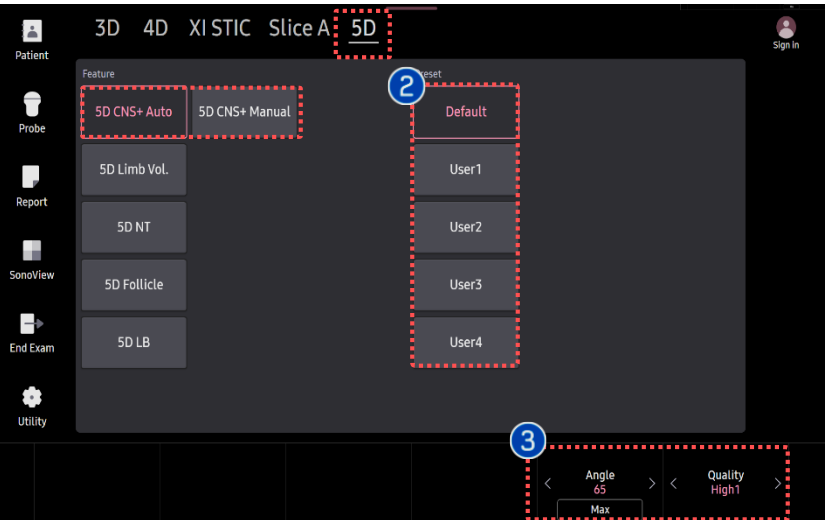 3D 4D XI STIC Slice A 5D
Sign in
Patient
Probe
Report
SonoView
End Exam
Utility
Feature
5D CNS+ Auto
5D CNS+ Manual
5D Limb Vol.
5D NT
5D Follicle
5D LB
2
reset
Default
User1
User2
User3
User4
3
Angle
65
Max
Quality
High1